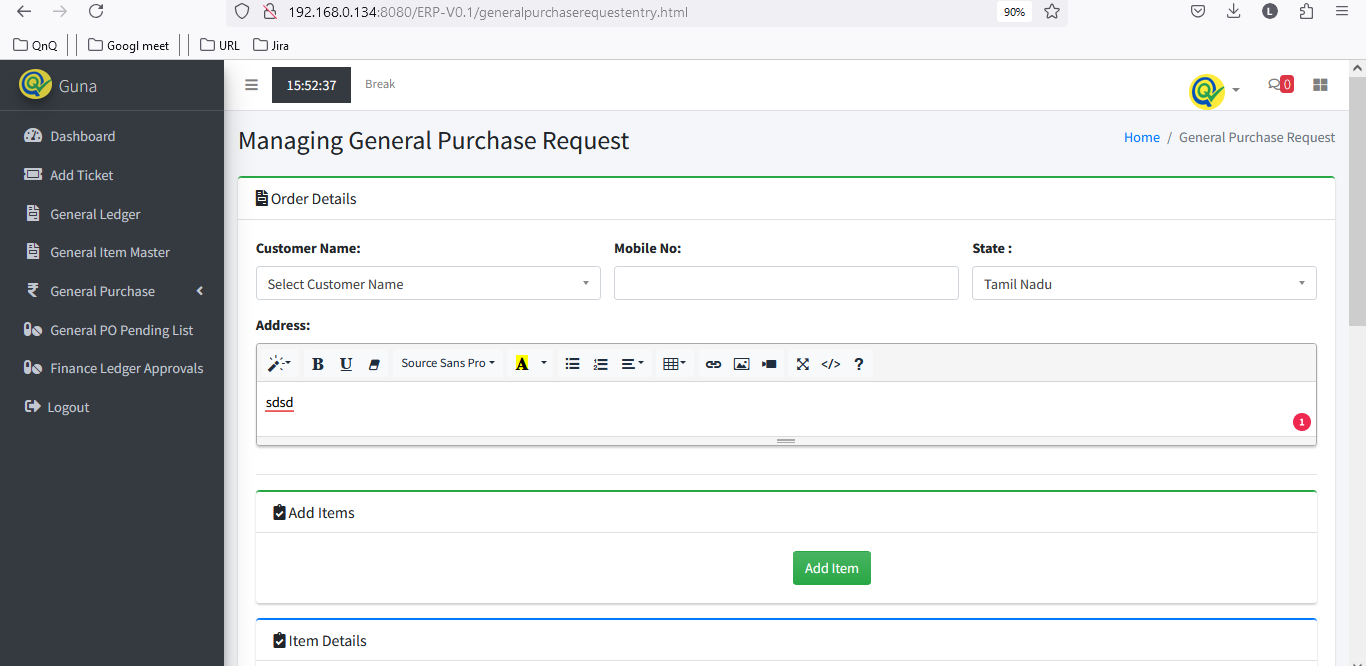 192.168.0.134:8080/ERP-V0.1/generalpurchaserequestentry.html 90% L
QnQ Googl meet URL Jira
Guna 15:52:37 Break 0
Dashboard
Add Ticket
General Ledger
General Item Master
General Purchase
General PO Pending List
Finance Ledger Approvals
Logout
Managing General Purchase Request Home / General Purchase Request
Order Details
Customer Name: Mobile No: State :
Select Customer Name Tamil Nadu
Address:
B U Source Sans Pro A </> ?
sdsd
1
Add Items
Add Item
Item Details